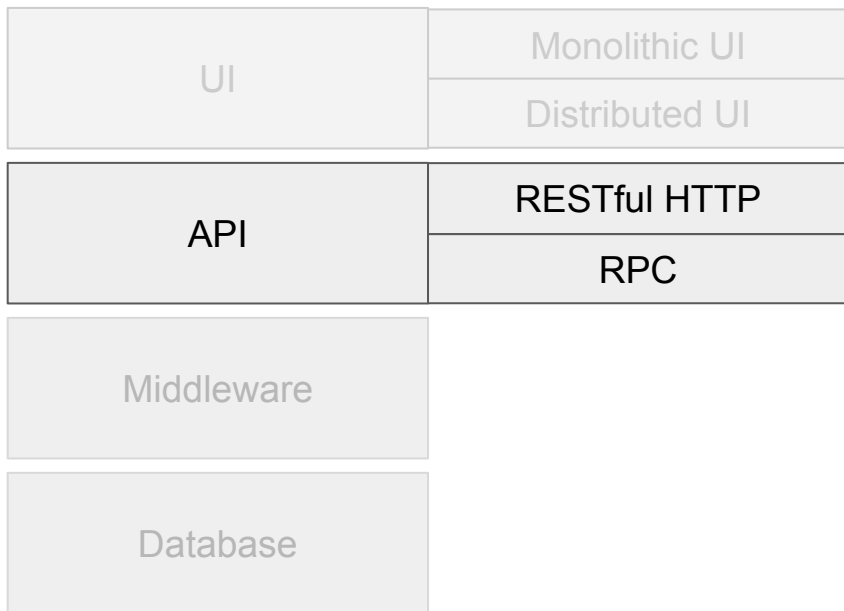 UI
Monolithic UI
Distributed UI
API
RESTful HTTP
RPC
Middleware
Database